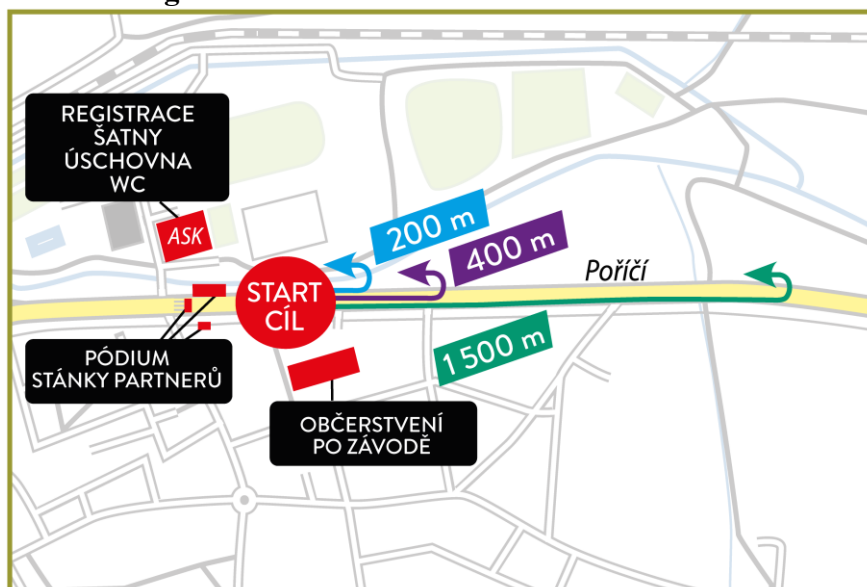 REGISTRACE
ŠATNY
ÚSCHOVNA
WC
ASK
200 m
400 m
Poříčí
START
CÍL
1 500 m
PÓDIUM
STÁNKY PARTNERŮ
OBČERSTVENÍ
PO ZÁVODĚ